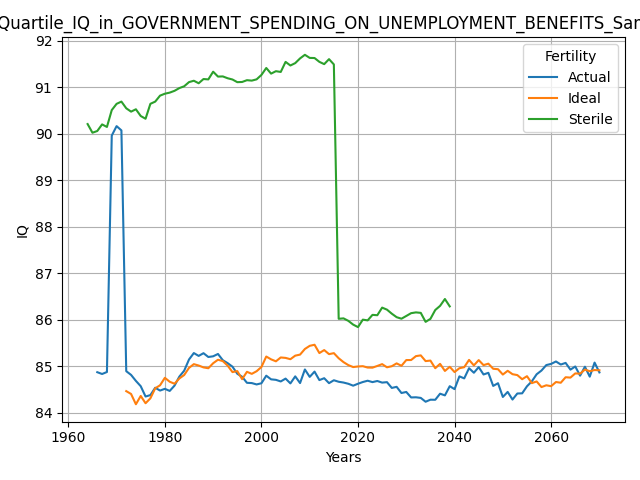 Quartile_IQ_in_GOVERNMENT_SPENDING_ON_UNEMPLOYMENT_BENEFITS_Sam
92
91
90
89
88
87
86
85
84
IQ
Fertility
Actual
Ideal
Sterile
1960 1980 2000 2020 2040 2060
Years